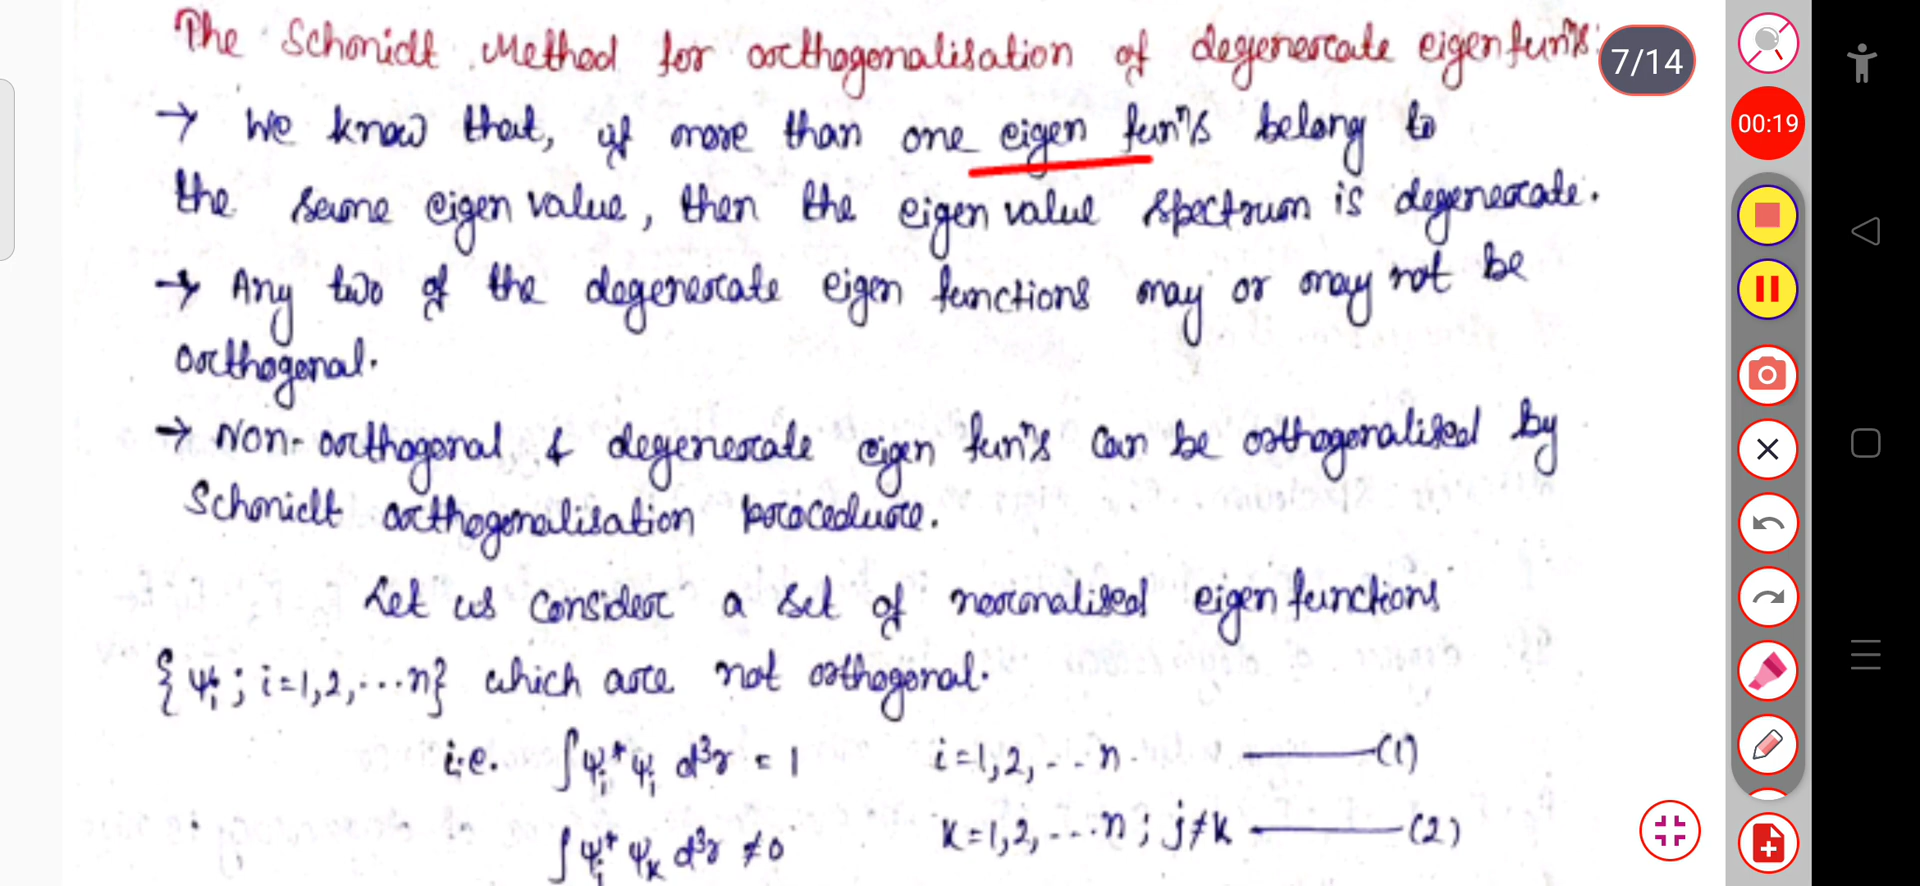 The Schmidt Method for orthogonalisation of degenerate eigenfunⁿs:
7/14
→ We know that, if more than one eigen funⁿs belong to
00:19
the same eigen value, then the eigen value spectrum is degenerate.
→ Any two of the degenerate eigen functions may or may not be
orthogonal.
→ Non-orthogonal & degenerate eigen funⁿs can be orthogonalised by
Schmidt orthogonalisation procedure.
Let us consider a set of normalised eigen functions
{ψᵢ ; i=1,2,...n} which are not orthogonal.
i.e. ∫ψᵢ* ψᵢ d³r = 1 i=1,2,...n. ———(1)
∫ψⱼ* ψₖ d³r ≠ 0 k=1,2,...n ; j≠k ———(2)